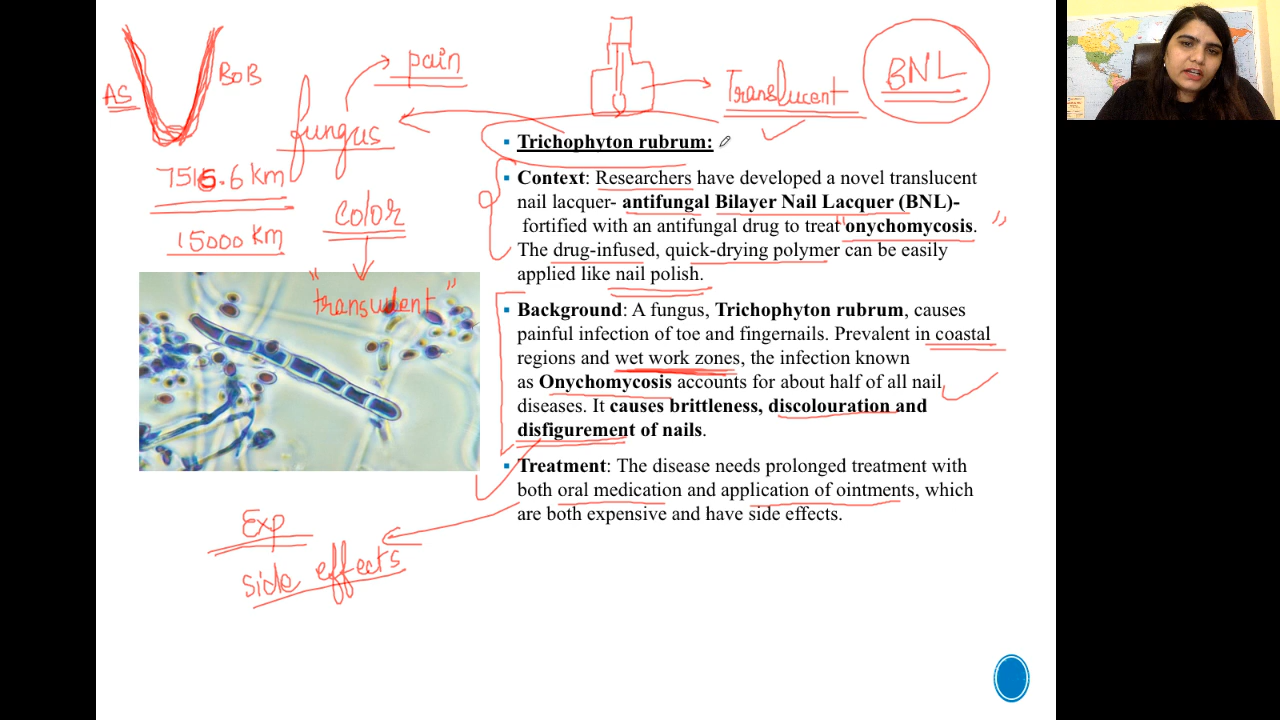 AS
BOB
7516.6 km
15000 km
fungus
pain
color
"transludent"
Translucent
BNL
Trichophyton rubrum:
Context: Researchers have developed a novel translucent
nail lacquer- antifungal Bilayer Nail Lacquer (BNL)-
fortified with an antifungal drug to treat "onychomycosis. "
The drug-infused, quick-drying polymer can be easily
applied like nail polish.
Background: A fungus, Trichophyton rubrum, causes
painful infection of toe and fingernails. Prevalent in coastal
regions and wet work zones, the infection known
as Onychomycosis accounts for about half of all nail
diseases. It causes brittleness, discolouration and
disfigurement of nails.
Treatment: The disease needs prolonged treatment with
both oral medication and application of ointments, which
are both expensive and have side effects.
Exp
side effects